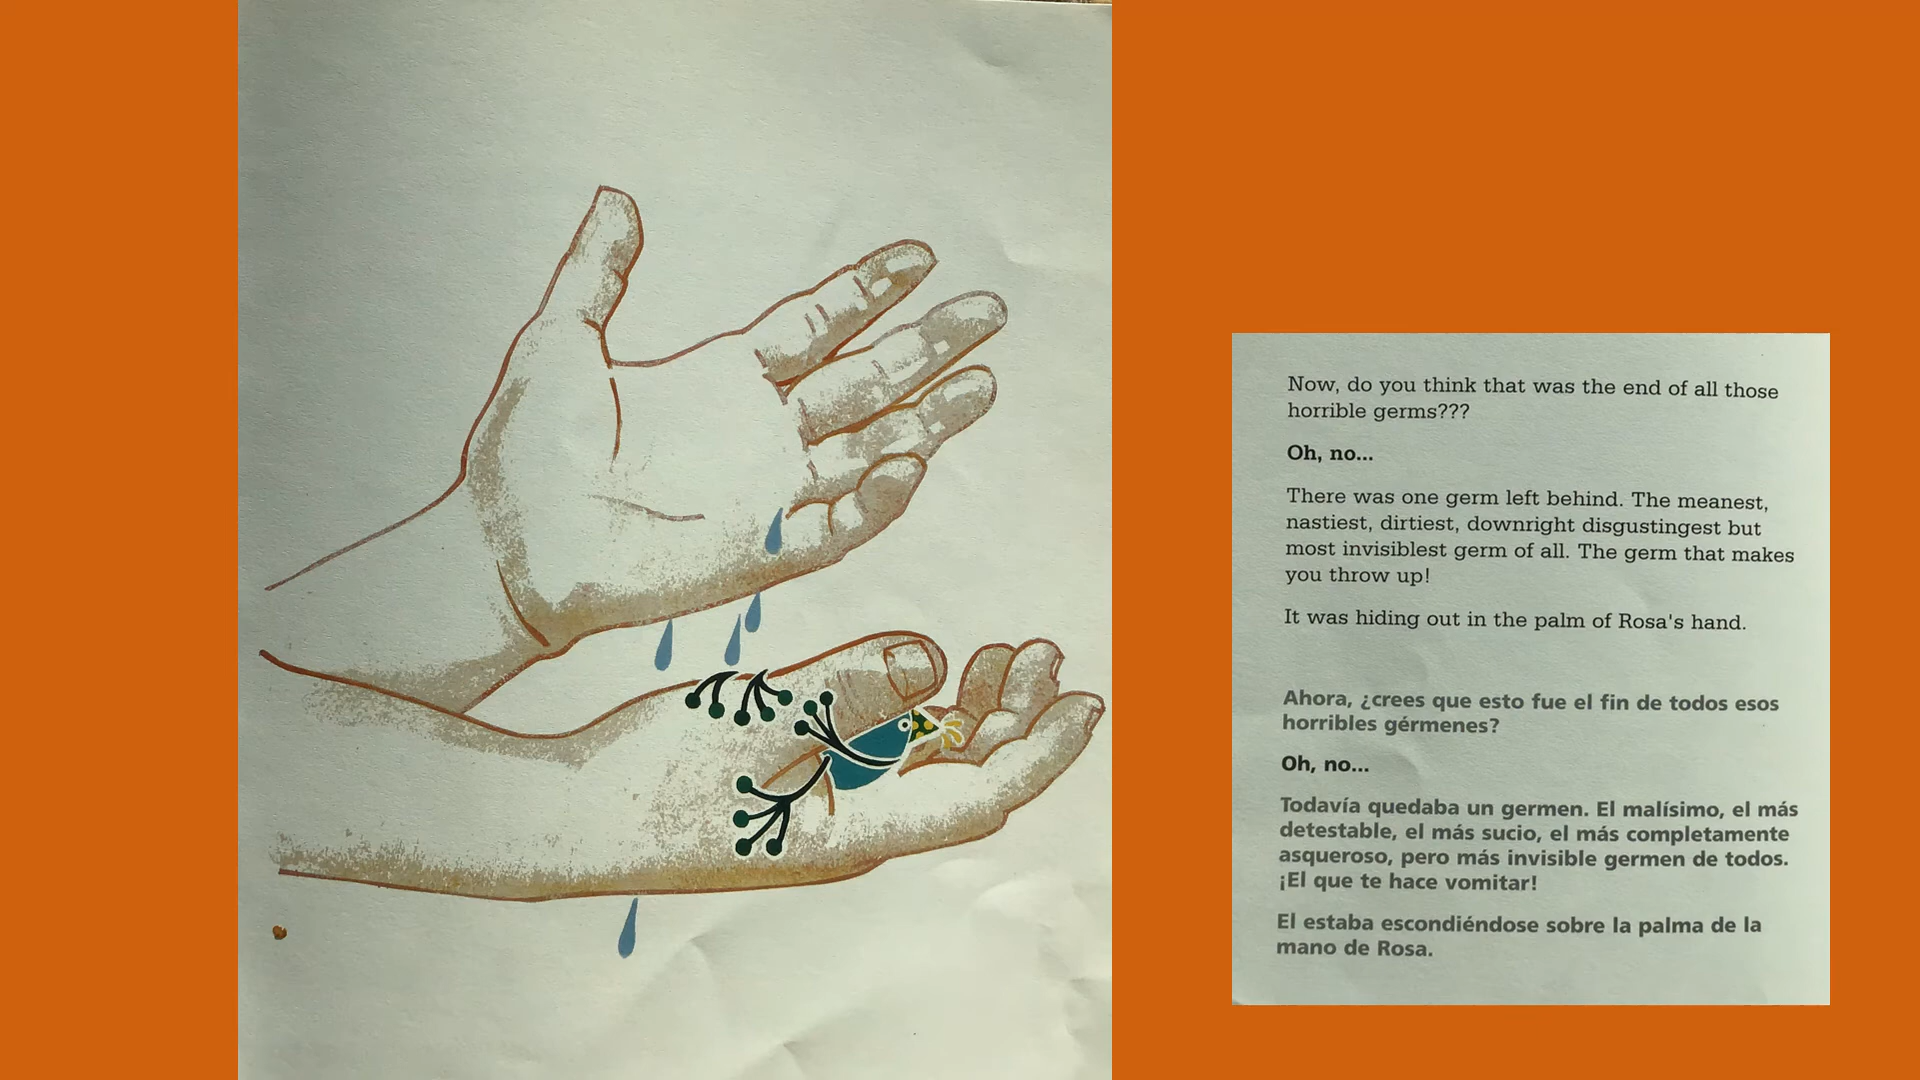 Now, do you think that was the end of all those
horrible germs???
Oh, no...
There was one germ left behind. The meanest,
nastiest, dirtiest, downright disgustingest but
most invisiblest germ of all. The germ that makes
you throw up!
It was hiding out in the palm of Rosa's hand.
Ahora, ¿crees que esto fue el fin de todos esos
horribles gérmenes?
Oh, no...
Todavía quedaba un germen. El malísimo, el más
detestable, el más sucio, el más completamente
asqueroso, pero más invisible germen de todos.
¡El que te hace vomitar!
El estaba escondiéndose sobre la palma de la
mano de Rosa.